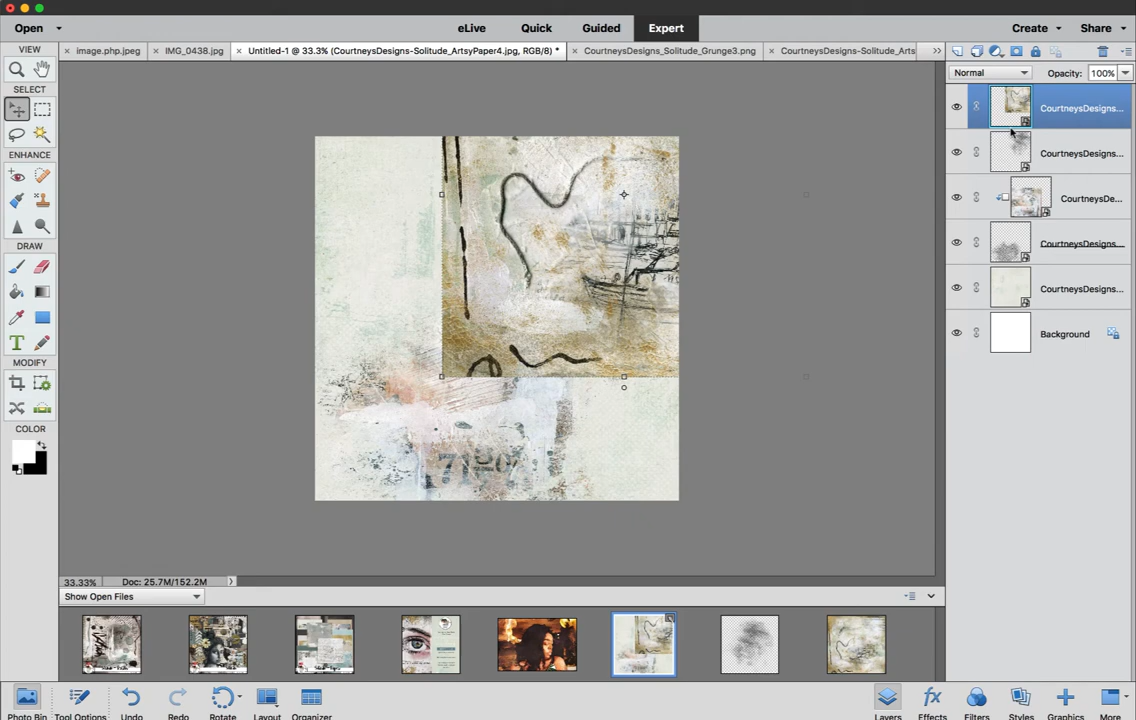 Open
eLive Quick Guided Expert
Create Share
VIEW
× image.php.jpeg × IMG_0438.jpg × Untitled-1 @ 33.3% (CourtneysDesigns-Solitude_ArtsyPaper4.jpg, RGB/8) * × CourtneysDesigns_Solitude_Grunge3.png × CourtneysDesigns-Solitude_Arts »
SELECT
ENHANCE
DRAW
MODIFY
COLOR
Normal Opacity: 100%
CourtneysDesigns...
CourtneysDesigns...
CourtneysDe...
CourtneysDesigns...
CourtneysDesigns...
Background
33.33% Doc: 25.7M/152.2M
Show Open Files
Photo Bin Tool Options Undo Redo Rotate Layout Organizer
Layers Effects Filters Styles Graphics More